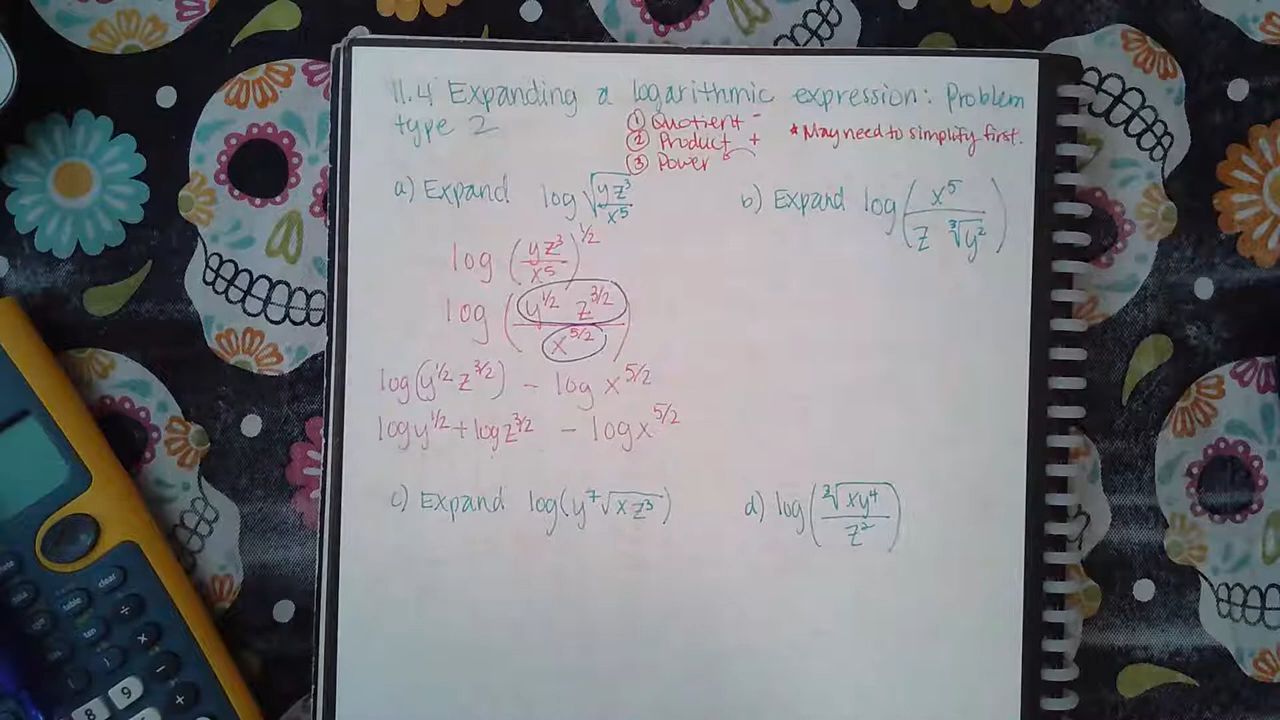 11.4 Expanding a logarithmic expression: Problem
type 2
① Quotient -
② Product +
③ Power
* May need to simplify first.
a) Expand log √(yz³/x⁵)
log (yz³/x⁵)^1/2
log (y^1/2 z^3/2 / x^5/2)
log(y^1/2 z^3/2) - log x^5/2
log y^1/2 + log z^3/2 - log x^5/2
b) Expand log(x⁵ / z ∛y²)
c) Expand log(y⁷√xz³)
d) log(∛xy⁴ / z²)
8
9